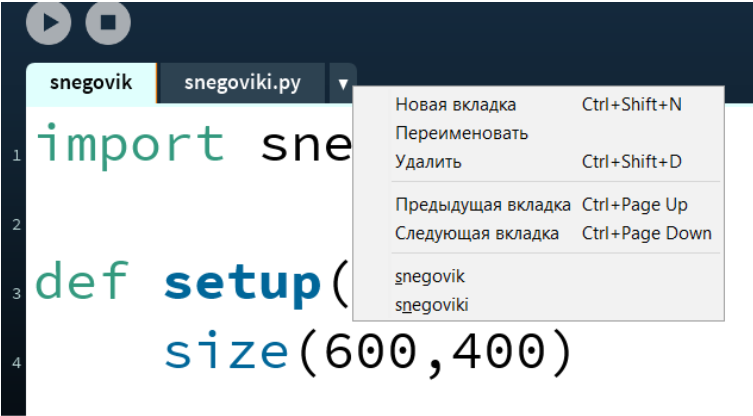 snegovik snegoviki.py ▼
Новая вкладка Ctrl+Shift+N
1 import sne
Переименовать
Удалить Ctrl+Shift+D
Предыдущая вкладка Ctrl+Page Up
2
Следующая вкладка Ctrl+Page Down
snegovik
3 def setup(
snegoviki
4 size(600,400)